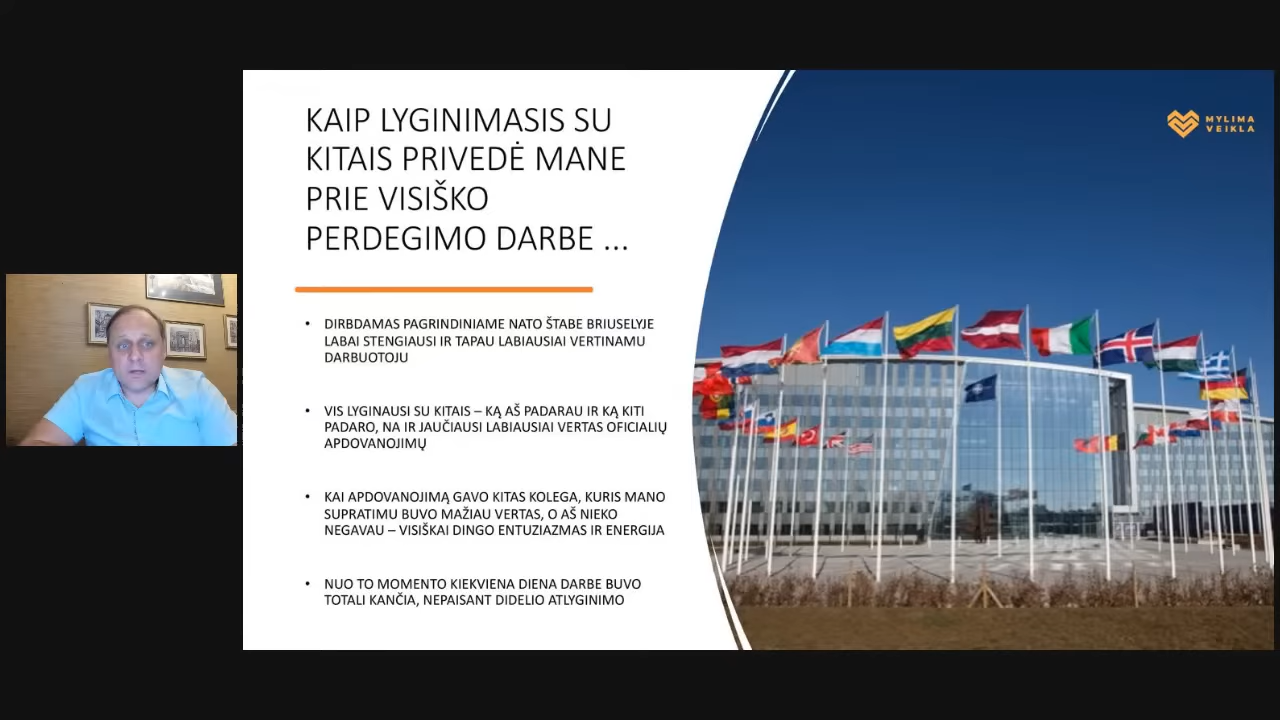 KAIP LYGINIMASIS SU
KITAIS PRIVEDĖ MANE
PRIE VISIŠKO
PERDEGIMO DARBE ...
• DIRBDAMAS PAGRINDINIAME NATO ŠTABE BRIUSELYJE
LABAI STENGIAUSI IR TAPAU LABIAUSIAI VERTINAMU
DARBUOTOJU
• VIS LYGINAUSI SU KITAIS – KĄ AŠ PADARAU IR KĄ KITI
PADARO, NA IR JAUČIAUSI LABIAUSIAI VERTAS OFICIALIŲ
APDOVANOJIMŲ
• KAI APDOVANOJIMĄ GAVO KITAS KOLEGA, KURIS MANO
SUPRATIMU BUVO MAŽIAU VERTAS, O AŠ NIEKO
NEGAVAU – VISIŠKAI DINGO ENTUZIAZMAS IR ENERGIJA
• NUO TO MOMENTO KIEKVIENA DIENA DARBE BUVO
TOTALI KANČIA, NEPAISANT DIDELIO ATLYGINIMO
MYLIMA
VEIKLA